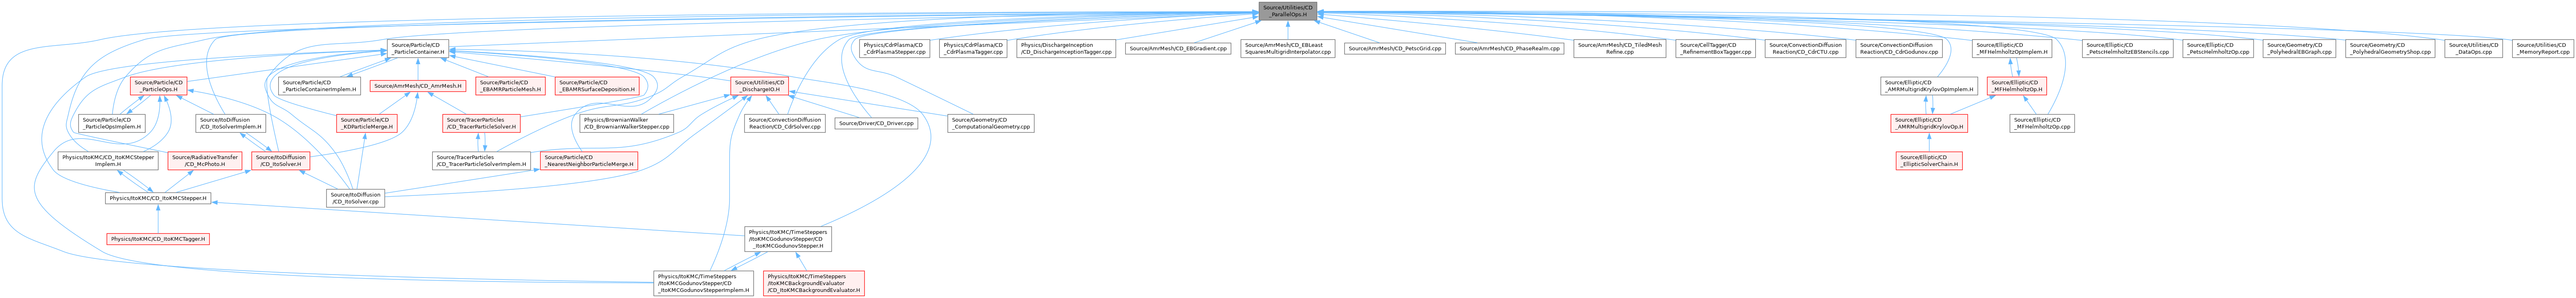 Source/Utilities/CD
_ParallelOps.H
Source/Particle/CD
_ParticleContainer.H
Physics/CdrPlasma/CD
_CdrPlasmaStepper.cpp
Physics/CdrPlasma/CD
_CdrPlasmaTagger.cpp
Physics/DischargeInception
/CD_DischargeInceptionTagger.cpp
Source/AmrMesh/CD_EBGradient.cpp
Source/AmrMesh/CD_EBLeast
SquaresMultigridInterpolator.cpp
Source/AmrMesh/CD_PetscGrid.cpp
Source/AmrMesh/CD_PhaseRealm.cpp
Source/AmrMesh/CD_TiledMesh
Refine.cpp
Source/CellTagger/CD
_RefinementBoxTagger.cpp
Source/ConvectionDiffusion
Reaction/CD_CdrCTU.cpp
Source/ConvectionDiffusion
Reaction/CD_CdrGodunov.cpp
Source/Elliptic/CD
_MFHelmholtzOpImplem.H
Source/Elliptic/CD
_PetscHelmholtzEBStencils.cpp
Source/Elliptic/CD
_PetsHelmholtzOp.cpp
Source/Geometry/CD
_PolyhedralEBGraph.cpp
Source/Geometry/CD
_PolyhedralGeometryShop.cpp
Source/Utilities/CD
_DataOps.cpp
Source/Utilities/CD
_MemoryReport.cpp
Source/Particle/CD
_ParticleOps.H
Source/Particle/CD
_ParticleContainerImplem.H
Source/AmrMesh/CD_AmrMesh.H
Source/Particle/CD
_EBAMRParticleMesh.H
Source/Particle/CD
_EBAMRSurfaceDeposition.H
Source/Utilities/CD
_DischargeIO.H
Source/Elliptic/CD
_AMRMultigridKrylovOpImplem.H
Source/Elliptic/CD
_MFHelmholtzOp.H
Source/Particle/CD
_ParticleOpsImplem.H
Source/ItoDiffusion
/CD_ItoSolverImplem.H
Source/Particle/CD
_KDParticleMerge.H
Source/TracerParticles
/CD_TracerParticleSolver.H
Physics/BrownianWalker
/CD_BrownianWalkerStepper.cpp
Source/ConvectionDiffusion
Reaction/CD_CdrSolver.cpp
Source/Driver/CD_Driver.cpp
Source/Geometry/CD
_ComputationalGeometry.cpp
Source/Elliptic/CD
_AMRMultigridKrylovOp.H
Source/Elliptic/CD
_MFHelmholtzOp.cpp
Physics/ItoKMC/CD_ItoKMCStepper
Implem.H
Source/RadiativeTransfer
/CD_McPhoto.H
Source/ItoDiffusion
/CD_ItoSolver.H
Source/TracerParticles
/CD_TracerParticleSolverImplem.H
Source/Particle/CD
_NearestNeighborParticleMerge.H
Source/Elliptic/CD
_EllipticSolverChain.H
Physics/ItoKMC/CD_ItoKMCStepper.H
Source/ItoDiffusion
/CD_ItoSolver.cpp
Physics/ItoKMC/CD_ItoKMCTagger.H
Physics/ItoKMC/TimeSteppers
/ItoKMCGodunovStepper/CD
_ItoKMCGodunovStepper.H
Physics/ItoKMC/TimeSteppers
/ItoKMCGodunovStepper/CD
_ItoKMCGodunovStepperImplem.H
Physics/ItoKMC/TimeSteppers
/ItoKMCBackgroundEvaluator
/CD_ItoKMCBackgroundEvaluator.H